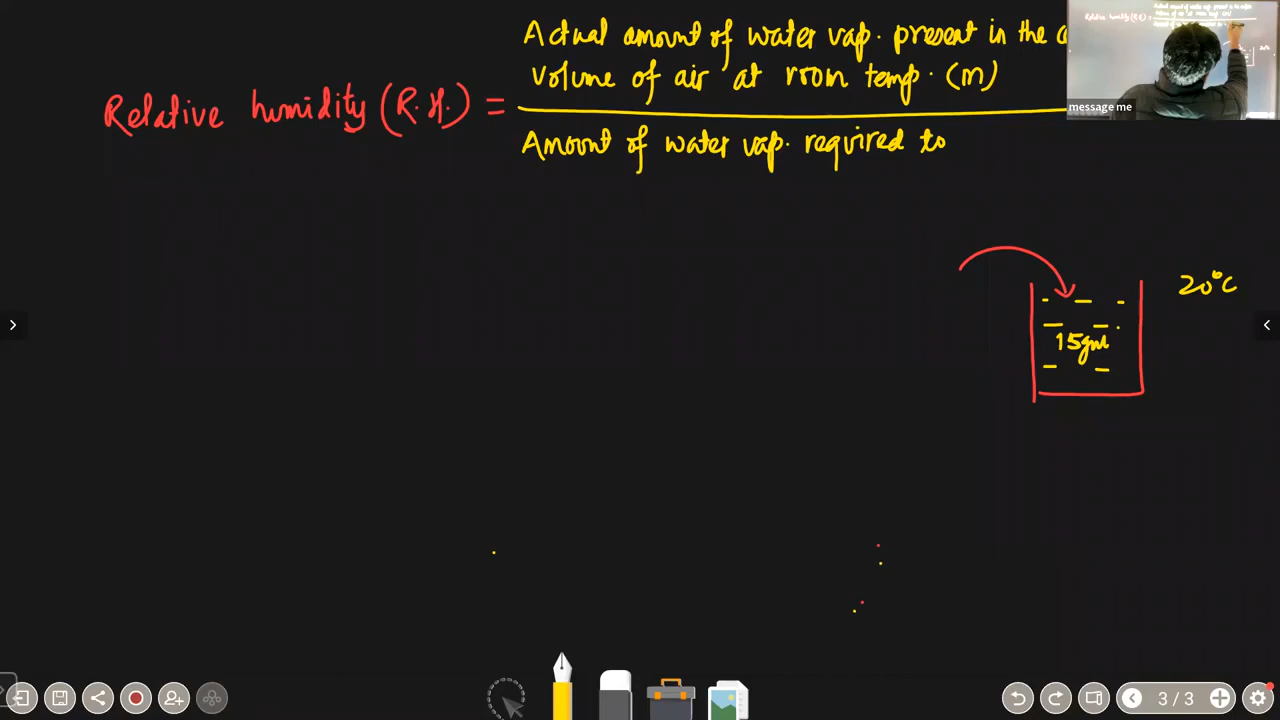 Actual amount of water vap. present in the
volume of air at room temp. (m)
Relative humidity (R.H.) =
Amount of water vap. required to
message me
20°C
15gm
3/3